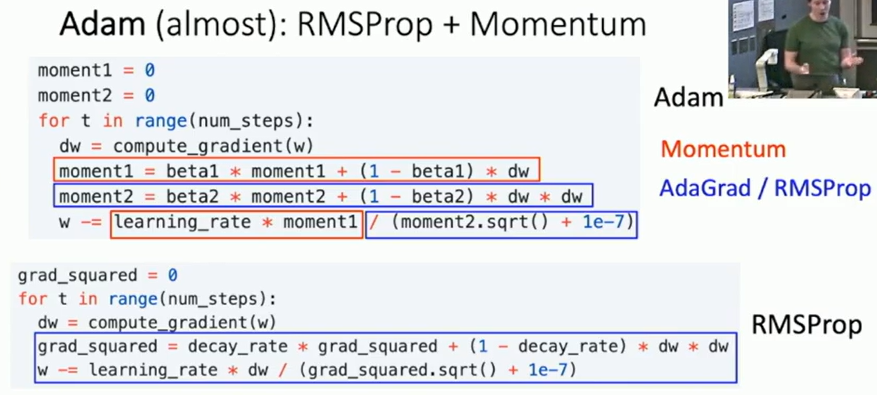 Adam (almost): RMSProp + Momentum
moment1 = 0
moment2 = 0
for t in range(num_steps):
dw = compute_gradient(w)
moment1 = beta1 * moment1 + (1 - beta1) * dw
moment2 = beta2 * moment2 + (1 - beta2) * dw * dw
w -= learning_rate * moment1 / (moment2.sqrt() + 1e-7)
Adam
Momentum
AdaGrad / RMSProp
grad_squared = 0
for t in range(num_steps):
dw = compute_gradient(w)
grad_squared = decay_rate * grad_squared + (1 - decay_rate) * dw * dw
w -= learning_rate * dw / (grad_squared.sqrt() + 1e-7)
RMSProp